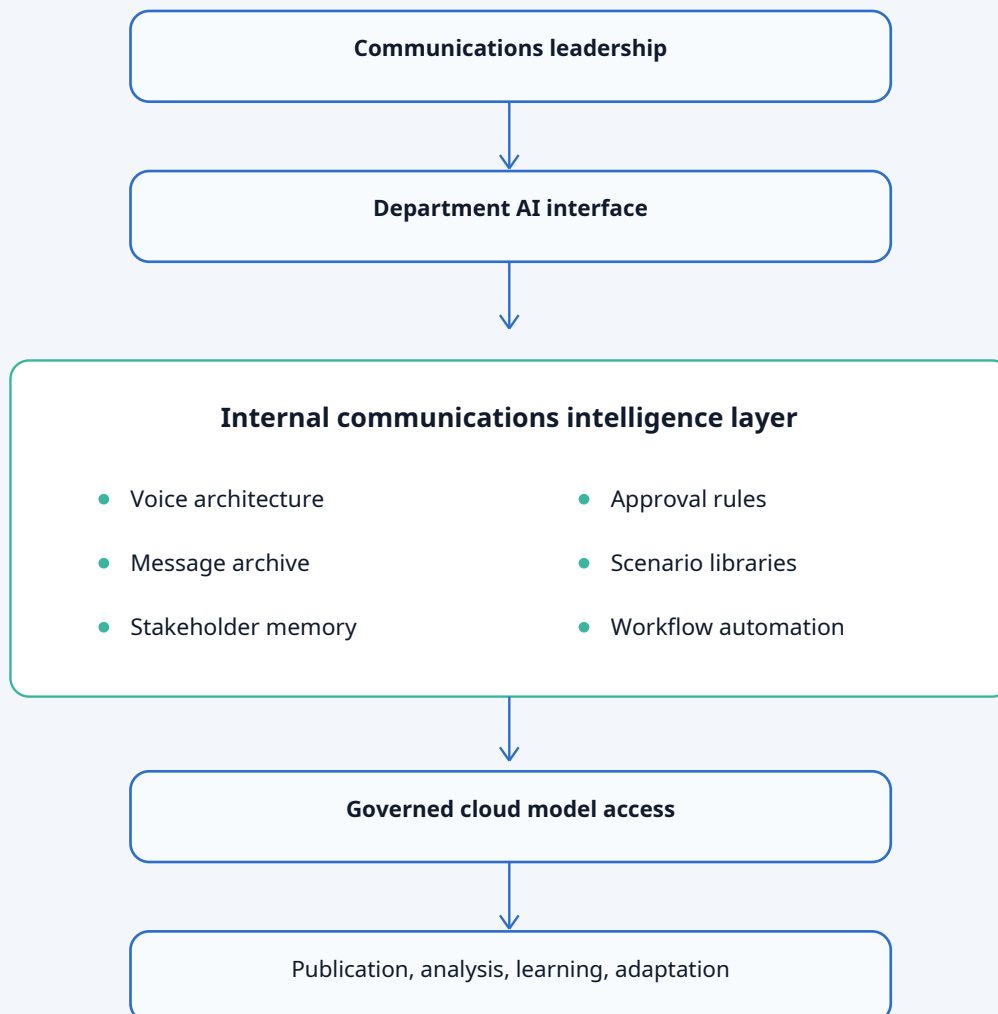 Communications leadership
Department AI interface
Internal communications intelligence layer
Voice architecture
Approval rules
Message archive
Scenario libraries
Stakeholder memory
Workflow automation
Governed cloud model access
Publication, analysis, learning, adaptation